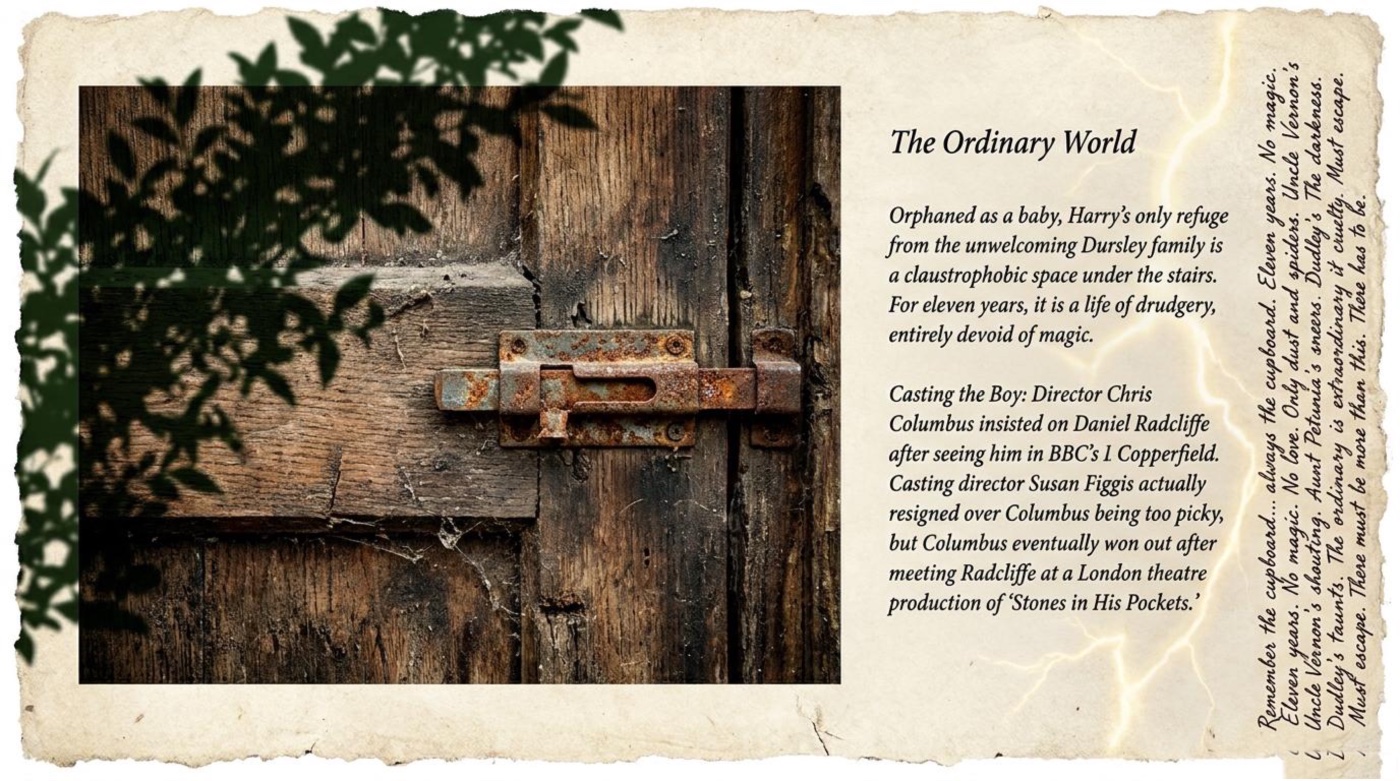 The Ordinary World
Orphaned as a baby, Harry’s only refuge
from the unwelcoming Dursley family is
a claustrophobic space under the stairs.
For eleven years, it is a life of drudgery,
entirely devoid of magic.
Casting the Boy: Director Chris
Columbus insisted on Daniel Radcliffe
after seeing him in BBC’s 1 Copperfield.
Casting director Susan Figgis actually
resigned over Columbus being too picky,
but Columbus eventually won out after
meeting Radcliffe at a London theatre
production of ‘Stones in His Pockets.’
Remember the cupboard....always the cupboard. Eleven years. No magic.
Eleven years. No magic. No love. Only dust and spiders. Uncle Vernon's
Uncle Vernon's shouting. Aunt Petunia's sneers. Dudley's The darkness.
Dudley's taunts. The ordinary is extraordinary it cruelty. Must escape.
Must escape. There must be more than this. There has to be.